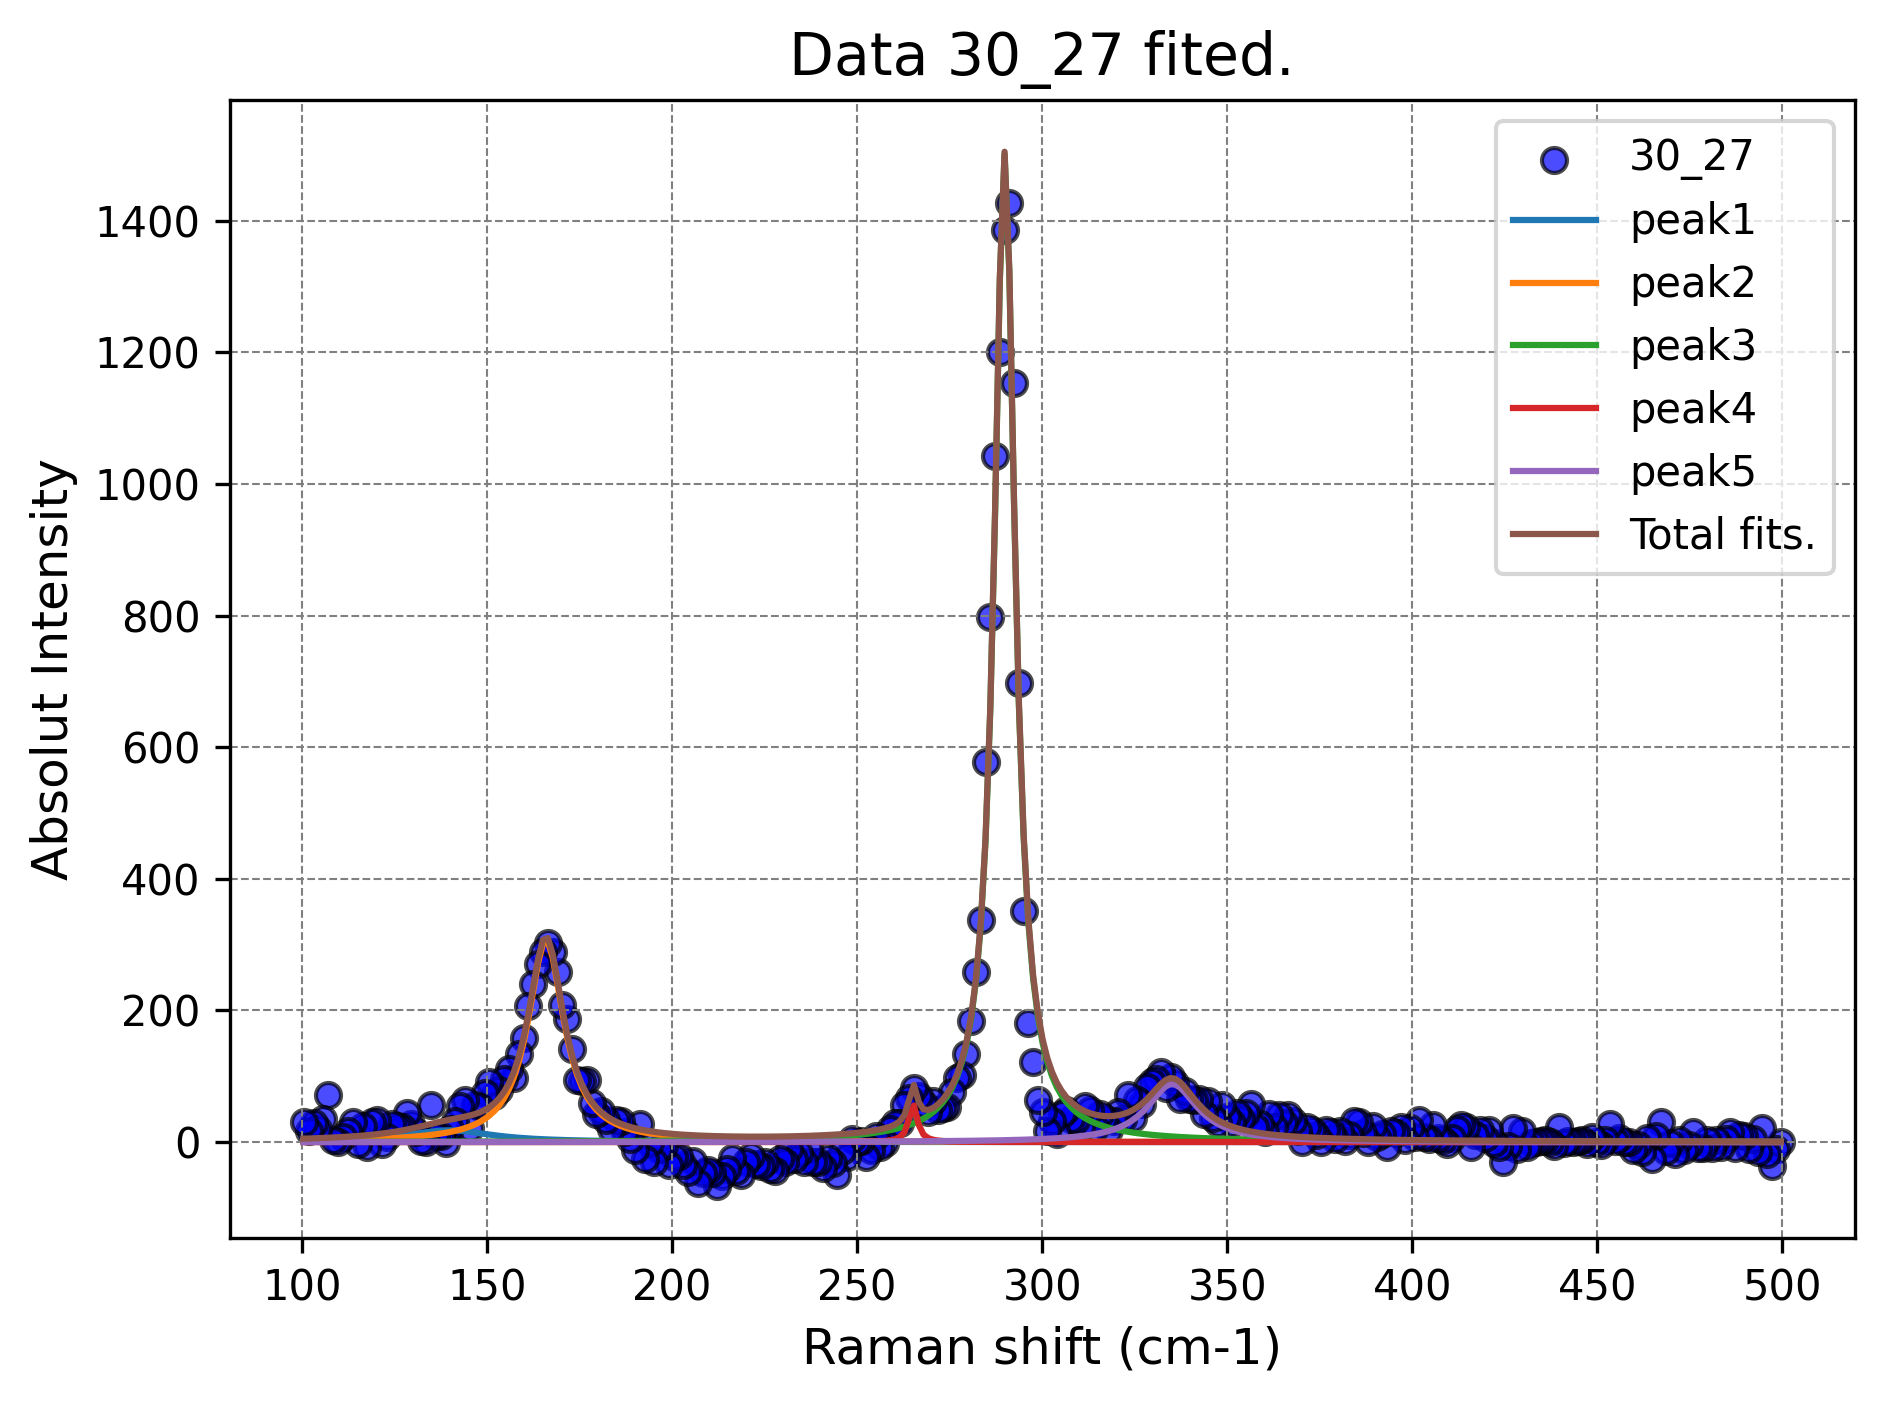 Data 30_27 fited.
30_27
peak1
peak2
peak3
peak4
peak5
Total fits.
Absolut Intensity
1400
1200
1000
800
600
400
200
0
100 150 200 250 300 350 400 450 500
Raman shift (cm-1)